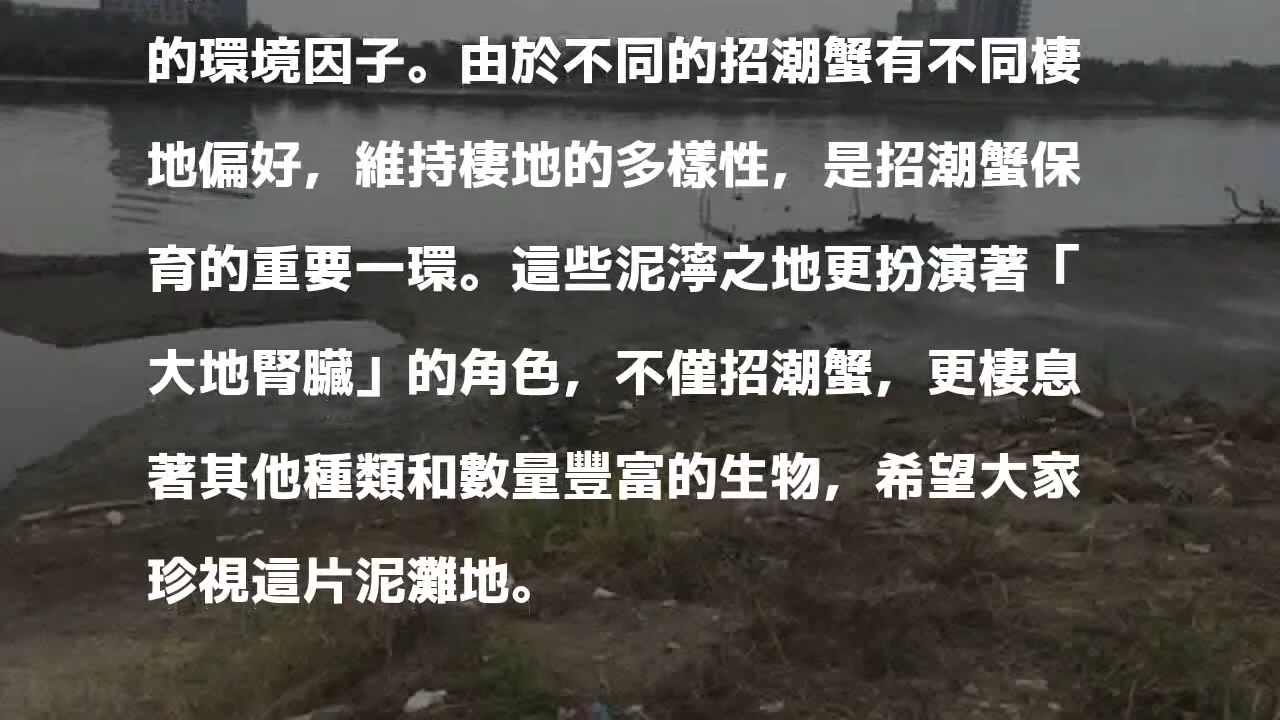 的環境因子。由於不同的招潮蟹有不同棲
地偏好，維持棲地的多樣性，是招潮蟹保
育的重要一環。這些泥濘之地更扮演著「
大地腎臟」的角色，不僅招潮蟹，更棲息
著其他種類和數量豐富的生物，希望大家
珍視這片泥灘地。